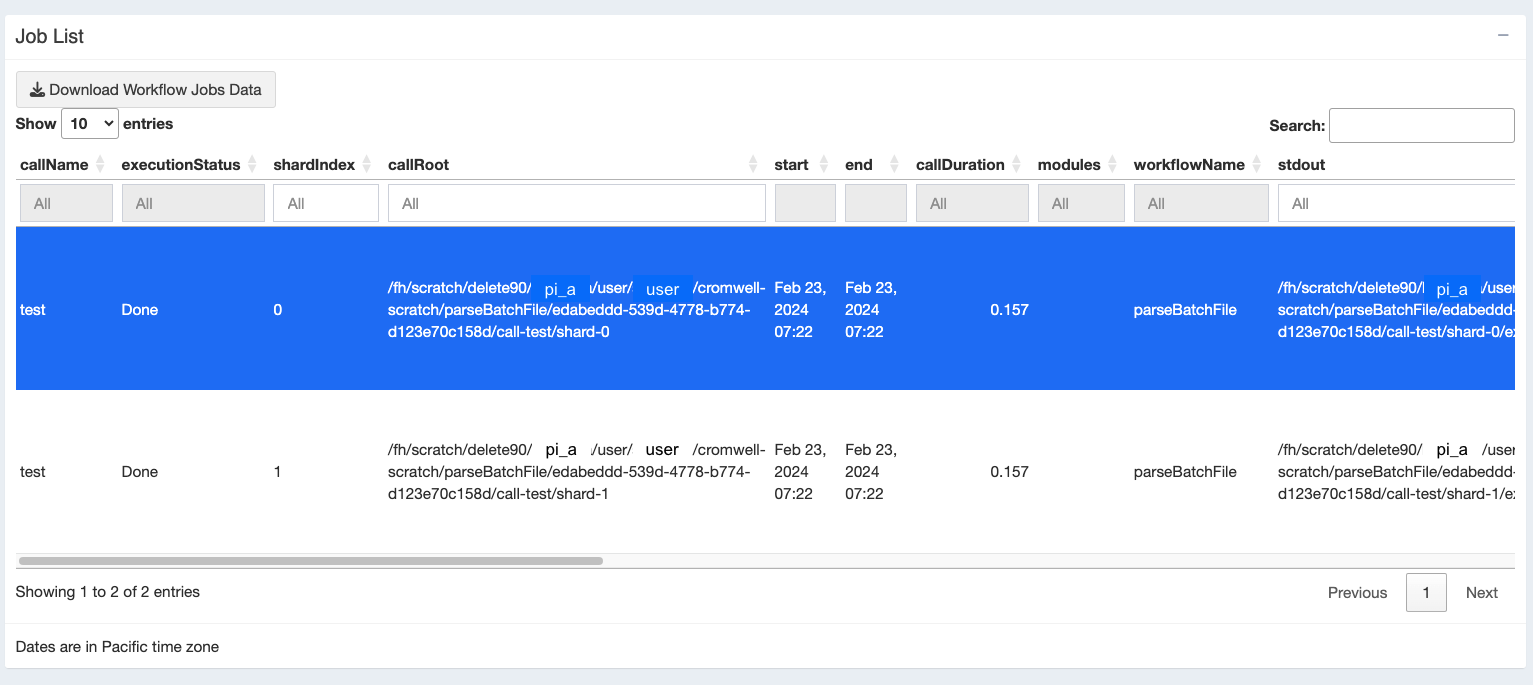 Job List
Download Workflow Jobs Data
Show 10 entries
Search:
callName executionStatus shardIndex callRoot start end callDuration modules workflowName stdout
All All All All All All All All
/fh/scratch/delete90/ pi_a /user/ user /cromwell- Feb 23, Feb 23, /fh/scratch/delete90/ pi_a /user
test Done 0 scratch/parseBatchFile/edabeddd-539d-4778-b774- 2024 2024 0.157 parseBatchFile scratch/parseBatchFile/edabeddd-
d123e70c158d/call-test/shard-0 07:22 07:22 d123e70c158d/call-test/shard-0/ex
/fh/scratch/delete90/ pi_a /user/ user /cromwell- Feb 23, Feb 23, /fh/scratch/delete90/ pi_a /user
test Done 1 scratch/parseBatchFile/edabeddd-539d-4778-b774- 2024 2024 0.157 parseBatchFile scratch/parseBatchFile/edabeddd-
d123e70c158d/call-test/shard-1 07:22 07:22 d123e70c158d/call-test/shard-1/ex
Showing 1 to 2 of 2 entries
Previous 1 Next
Dates are in Pacific time zone